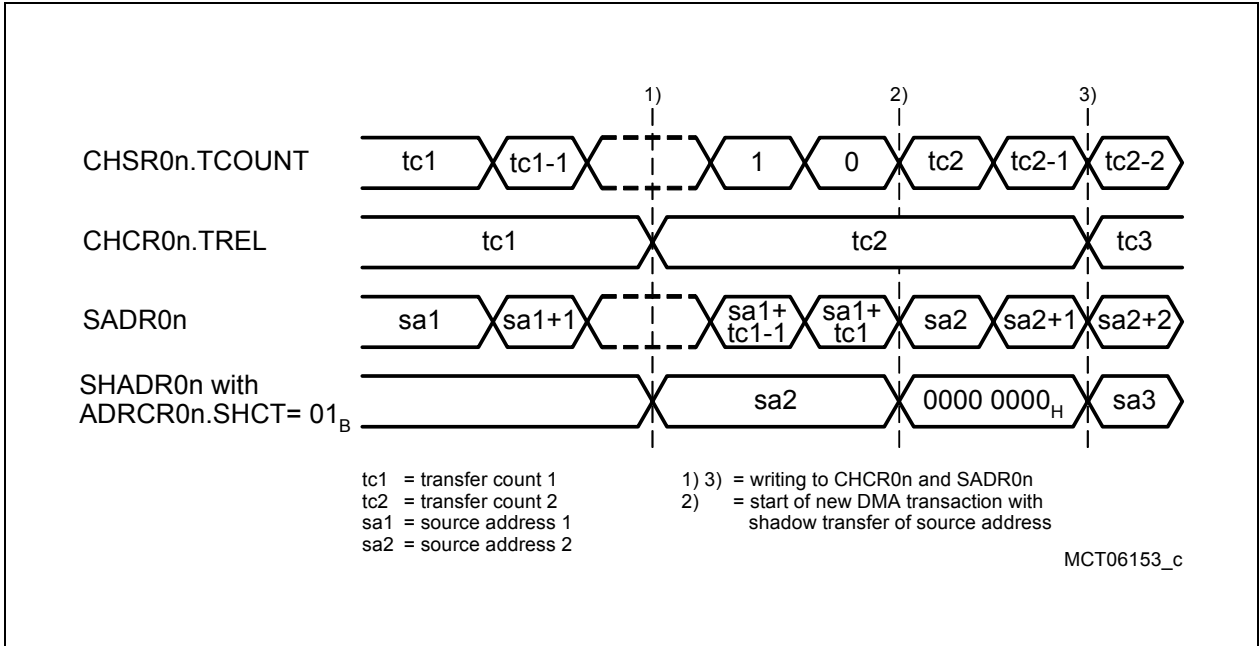 1) 2) 3)
CHSR0n.TCOUNT tc1 tc1-1 1 0 tc2 tc2-1 tc2-2
CHCR0n.TREL tc1 tc2 tc3
SADR0n sa1 sa1+1 sa1+ tc1-1 sa1+ tc1 sa2 sa2+1 sa2+2
SHADR0n with
ADRCR0n.SHCT= 01B sa2 0000 0000H sa3
tc1 = transfer count 1
tc2 = transfer count 2
sa1 = source address 1
sa2 = source address 2
1) 3) = writing to CHCR0n and SADR0n
2) = start of new DMA transaction with
shadow transfer of source address
MCT06153_c